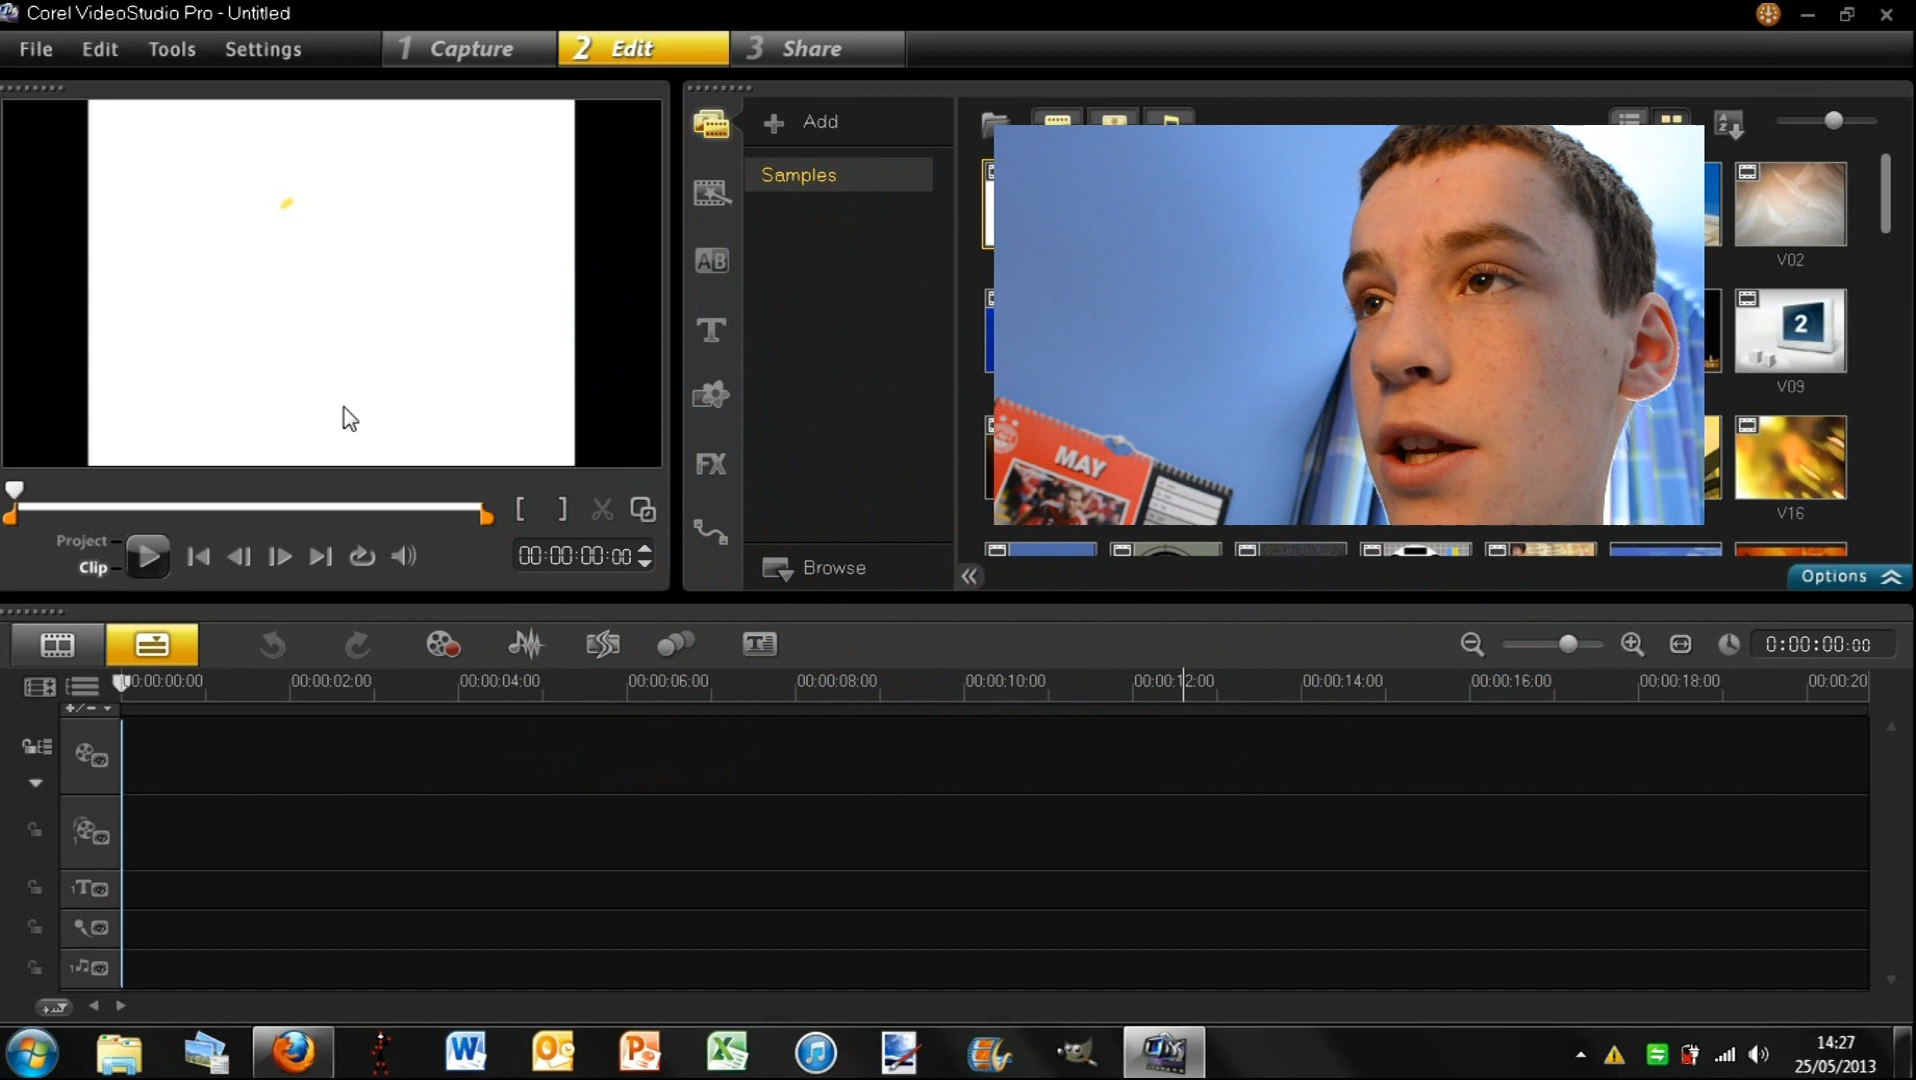 Corel VideoStudio Pro - Untitled
File Edit Tools Settings 1 Capture 2 Edit 3 Share
Add
Samples
V02
AB
2
V09
T
MAY
FX
V16
Project
Clip
00:00:00:00
Browse
Options
0:00:00:00
00:00:00:00 00:00:02:00 00:00:04:00 00:00:06:00 00:00:08:00 00:00:10:00 00:00:12:00 00:00:14:00 00:00:16:00 00:00:18:00 00:00:20
14:27
25/05/2013